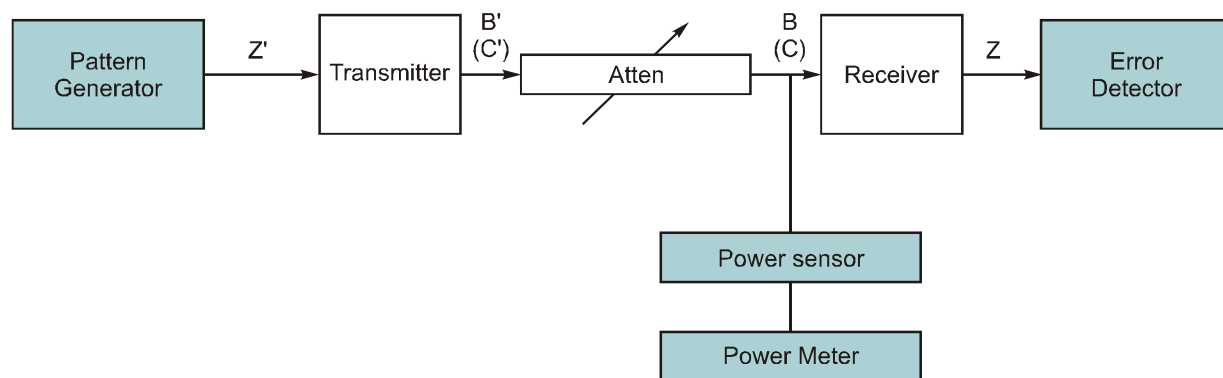 Pattern
Generator
Z'
Transmitter
B'
(C')
Atten
B
(C)
Receiver
Z
Error
Detector
Power sensor
Power Meter